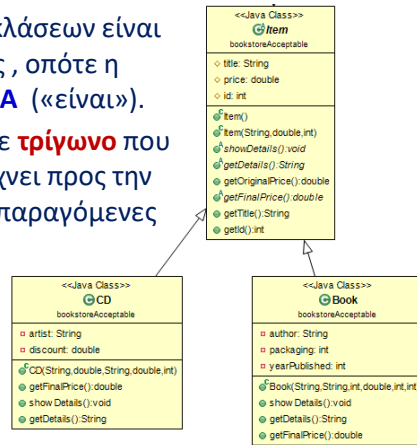 κλάσεων είναι
ς , οπότε η
Α («είναι»).
ε τρίγωνο που
χνει προς την
παραγόμενες
<<Java Class>>
Item
bookstoreAcceptable
title: String
price: double
id: int
Item()
Item(String,double,int)
showDetails():void
getDetails():String
getOriginalPrice():double
getFinalPrice():double
getTitle():String
getId():int
<<Java Class>>
CD
bookstoreAcceptable
artist: String
discount: double
CD(String,double,String,double,int)
getFinalPrice():double
show Details():void
getDetails():String
<<Java Class>>
Book
bookstoreAcceptable
author: String
packaging: int
yearPublished: int
Book(String,String,int,double,int,int
show Details():void
getDetails():String
getFinalPrice():double